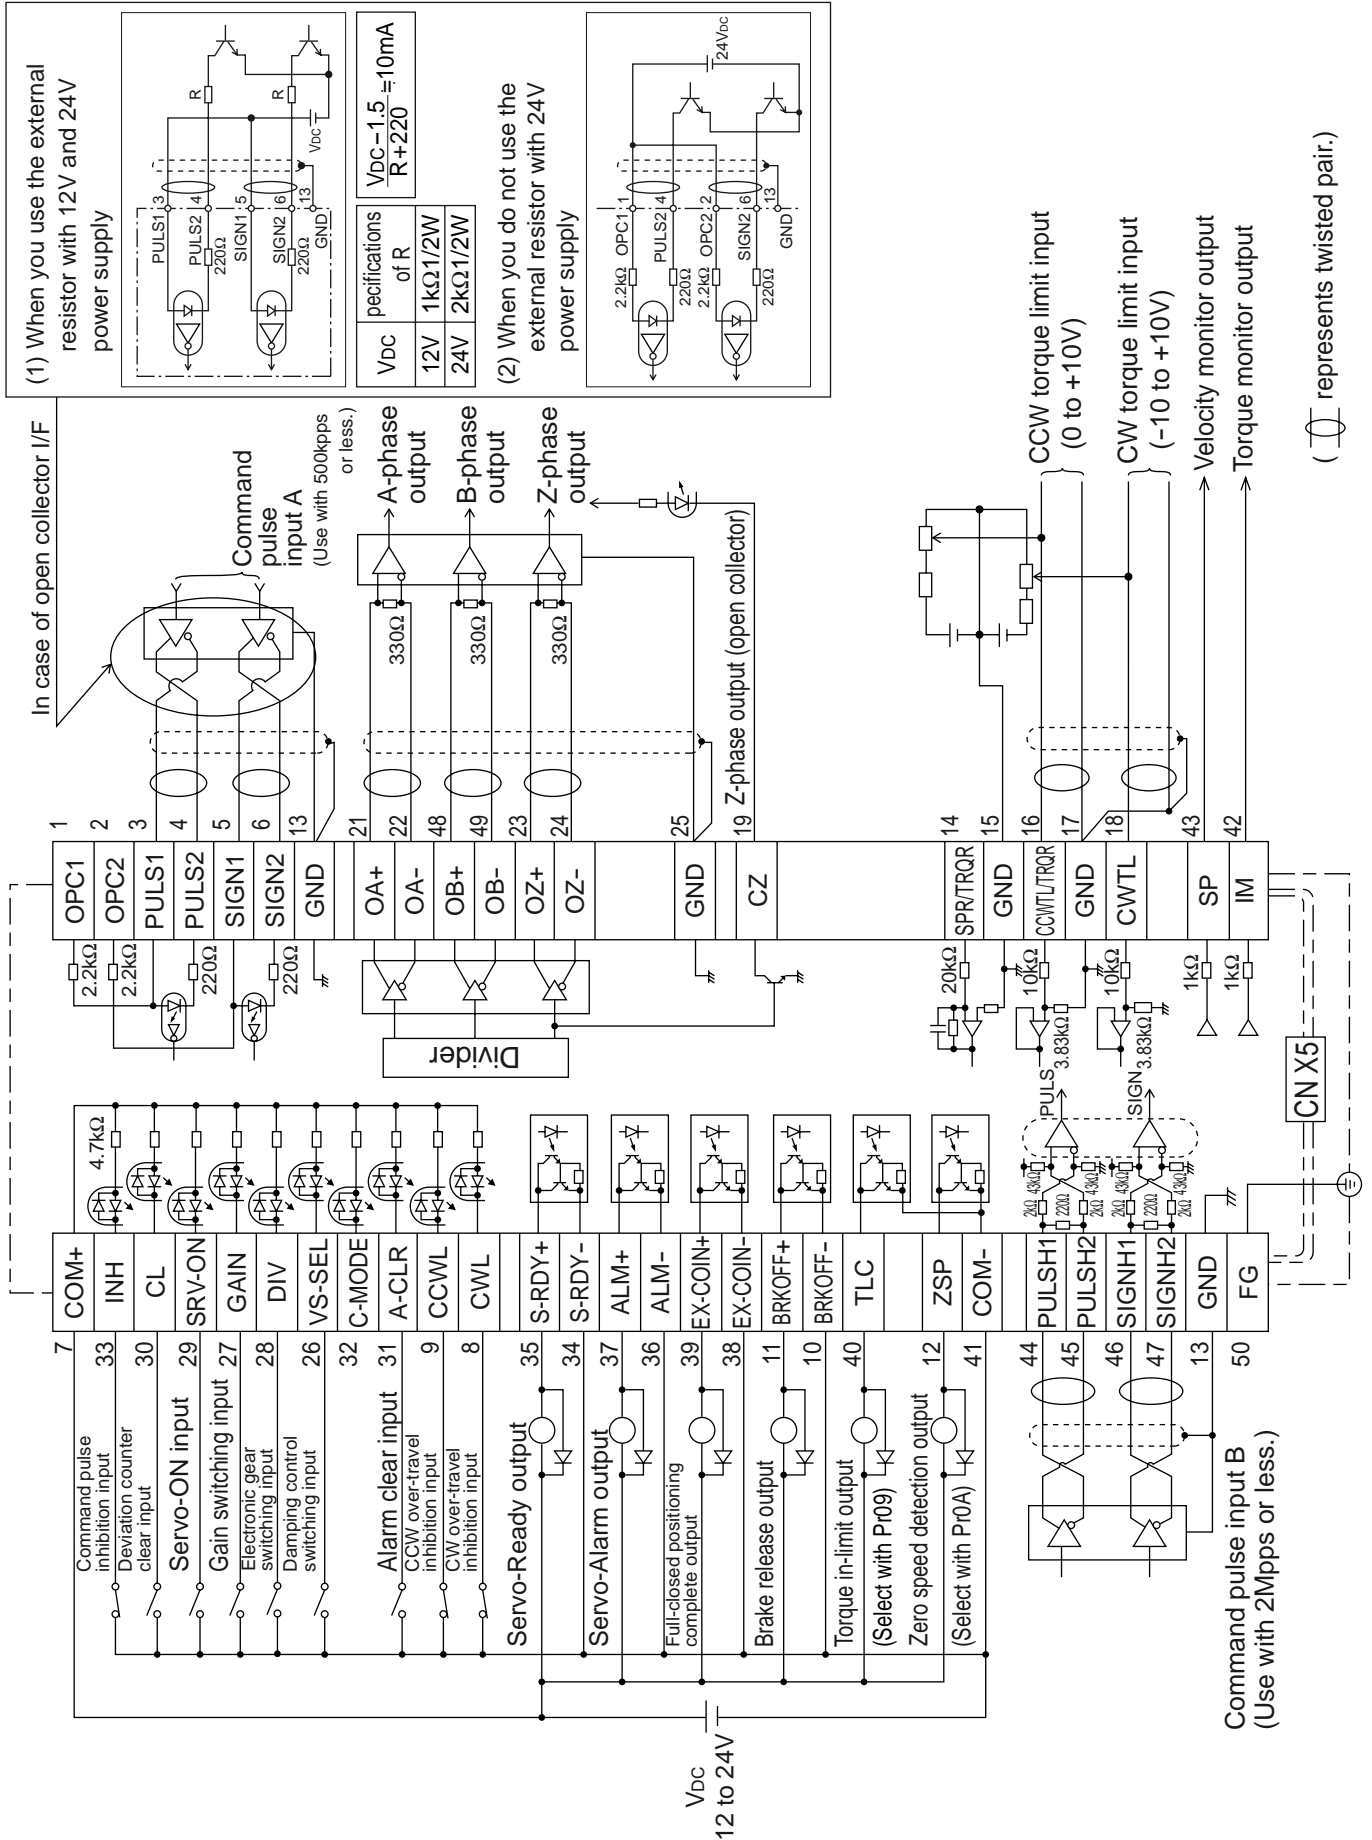 In case of open collector I/F
(1) When you use the external
resistor with 12V and 24V
power supply
PULS1 3
PULS2 4
220Ω
SIGN1 5
SIGN2 6
220Ω
GND 13
R
R
VDC
VDC
pecifications
of R
12V 1kΩ1/2W
24V 2kΩ1/2W
VDC−1.5
R+220
≒10mA
(2) When you do not use the
external resistor with 24V
power supply
OPC1 1
2.2kΩ
PULS2 4
220Ω
OPC2 2
2.2kΩ
SIGN2 6
220Ω
GND 13
24VDC
Command
pulse
input A
(Use with 500kpps
or less.)
A-phase
output
B-phase
output
Z-phase
output
330Ω
330Ω
330Ω
Z-phase output (open collector)
CCW torque limit input
(0 to +10V)
CW torque limit input
(−10 to +10V)
Velocity monitor output
Torque monitor output
( represents twisted pair.)
OPC1 1
OPC2 2
PULS1 3
PULS2 4
SIGN1 5
SIGN2 6
GND 13
OA+ 21
OA- 22
OB+ 48
OB- 49
OZ+ 23
OZ- 24
GND 25
CZ 19
SPR/TRQR 14
GND 15
CCWTL/TRQR 16
GND 17
CWTL 18
SP 43
IM 42
2.2kΩ
2.2kΩ
220Ω
220Ω
Divider
20kΩ
10kΩ
3.83kΩ
10kΩ
3.83kΩ
1kΩ
1kΩ
4.7kΩ
PULS
SIGN
2kΩ
43kΩ
220Ω
2kΩ
43kΩ
2kΩ
43kΩ
220Ω
2kΩ
43kΩ
CN X5
7 COM+
33 INH
30 CL
29 SRV-ON
27 GAIN
28 DIV
26 VS-SEL
32 C-MODE
31 A-CLR
9 CCWL
8 CWL
35 S-RDY+
34 S-RDY−
37 ALM+
36 ALM−
39 EX-COIN+
38 EX-COIN-
11 BRKOFF+
10 BRKOFF−
40 TLC
12 ZSP
41 COM-
44 PULSH1
45 PULSH2
46 SIGNH1
47 SIGNH2
13 GND
50 FG
Command pulse
inhibition input
Deviation counter
clear input
Servo-ON input
Gain switching input
Electronic gear
switching input
Damping control
switching input
Alarm clear input
CCW over-travel
inhibition input
CW over-travel
inhibition input
Servo-Ready output
Servo-Alarm output
Full-closed positioning
complete output
Brake release output
Torque in-limit output
(Select with Pr09)
Zero speed detection output
(Select with Pr0A)
VDC
12 to 24V
Command pulse input B
(Use with 2Mpps or less.)